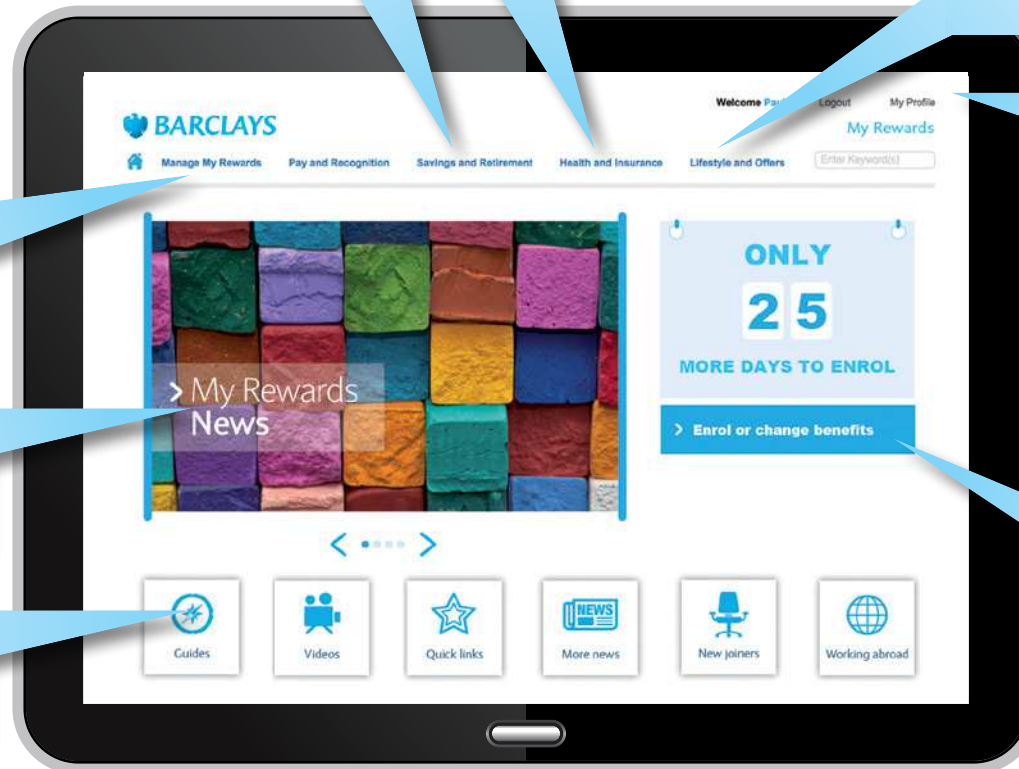 Welcome Logout My Profile
BARCLAYS
My Rewards
Manage My Rewards Pay and Recognition Savings and Retirement Health and Insurance Lifestyle and Offers Enter Keyword(s)
ONLY
2 5
MORE DAYS TO ENROL
> My Rewards
News
> Enrol or change benefits
NEWS
Guides Videos Quick links More news New joiners Working abroad